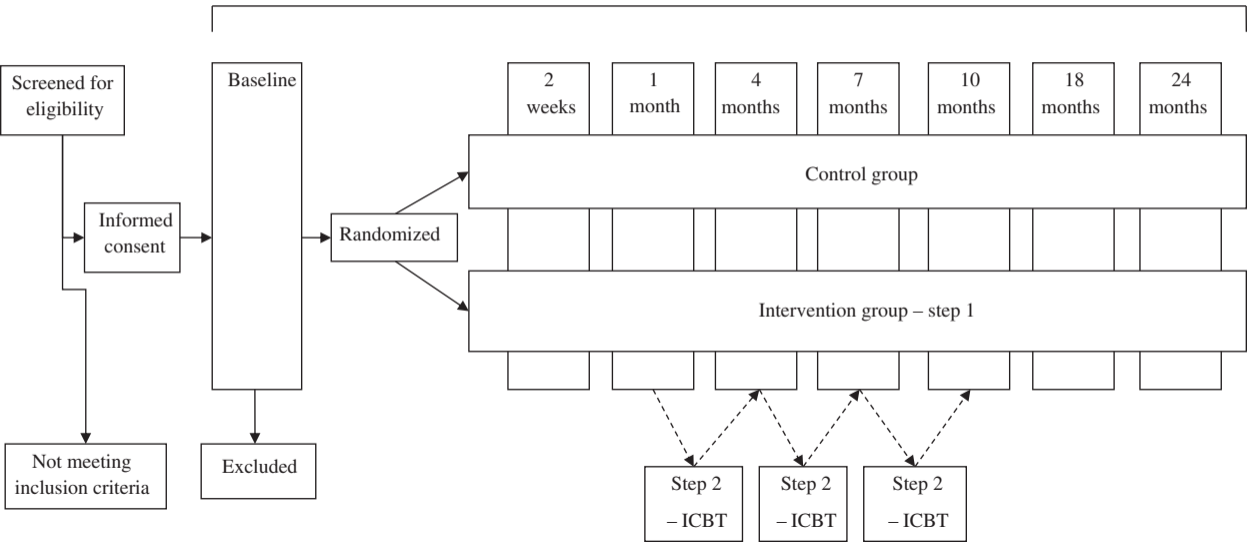 Screened for
eligibility
Informed
consent
Not meeting
inclusion criteria
Baseline
Excluded
Randomized
2
weeks
1
month
4
months
7
months
10
months
18
months
24
months
Control group
Intervention group – step 1
Step 2
– ICBT
Step 2
– ICBT
Step 2
– ICBT